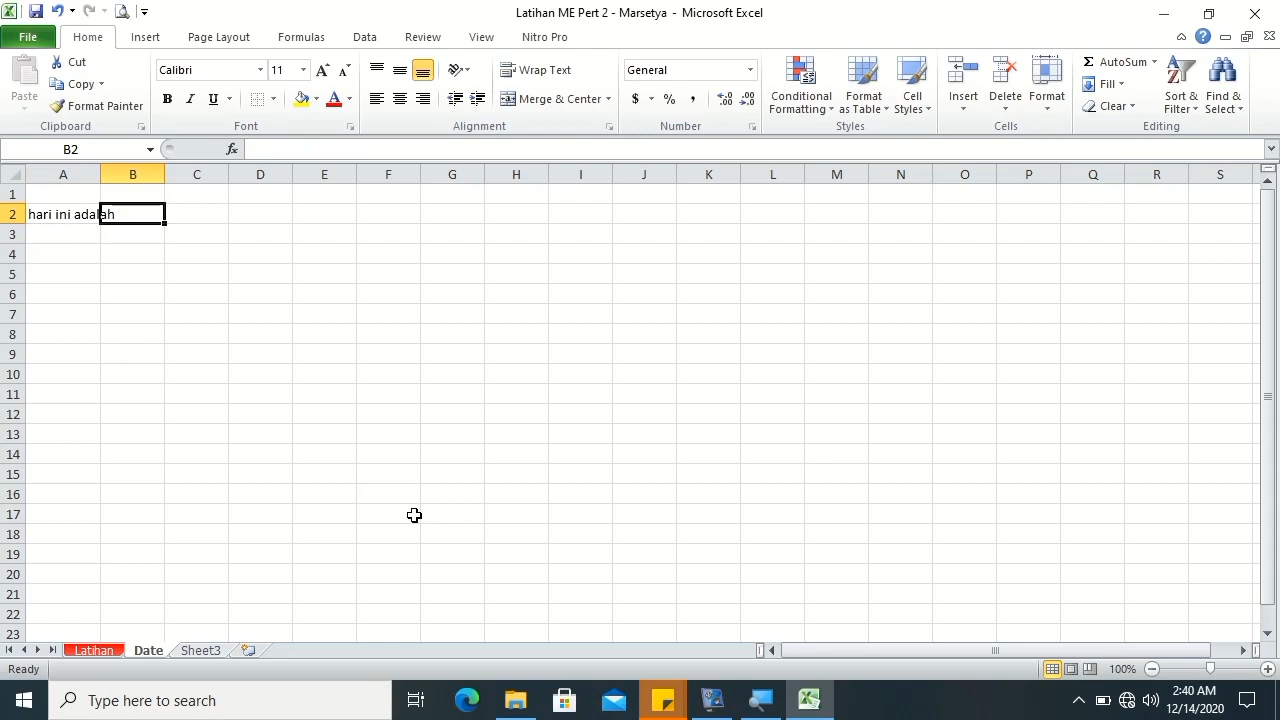 Latihan ME Pert 2 - Marsetya - Microsoft Excel
File Home Insert Page Layout Formulas Data Review View Nitro Pro
Paste Cut Copy Format Painter
Clipboard
Calibri 11 A A
B I U A
Font
Wrap Text
Merge & Center
Alignment
General
$ % , .00 .0
Number
Conditional Formatting
Format as Table
Cell Styles
Styles
Insert Delete Format
Cells
Σ AutoSum
Fill
Clear
Sort & Filter
Find & Select
Editing
B2 fx
A B C D E F G H I J K L M N O P Q R S
1
2 hari ini adalah
3
4
5
6
7
8
9
10
11
12
13
14
15
16
17
18
19
20
21
22
23
Latihan Date Sheet3
Ready 100%
Type here to search
2:40 AM
12/14/2020